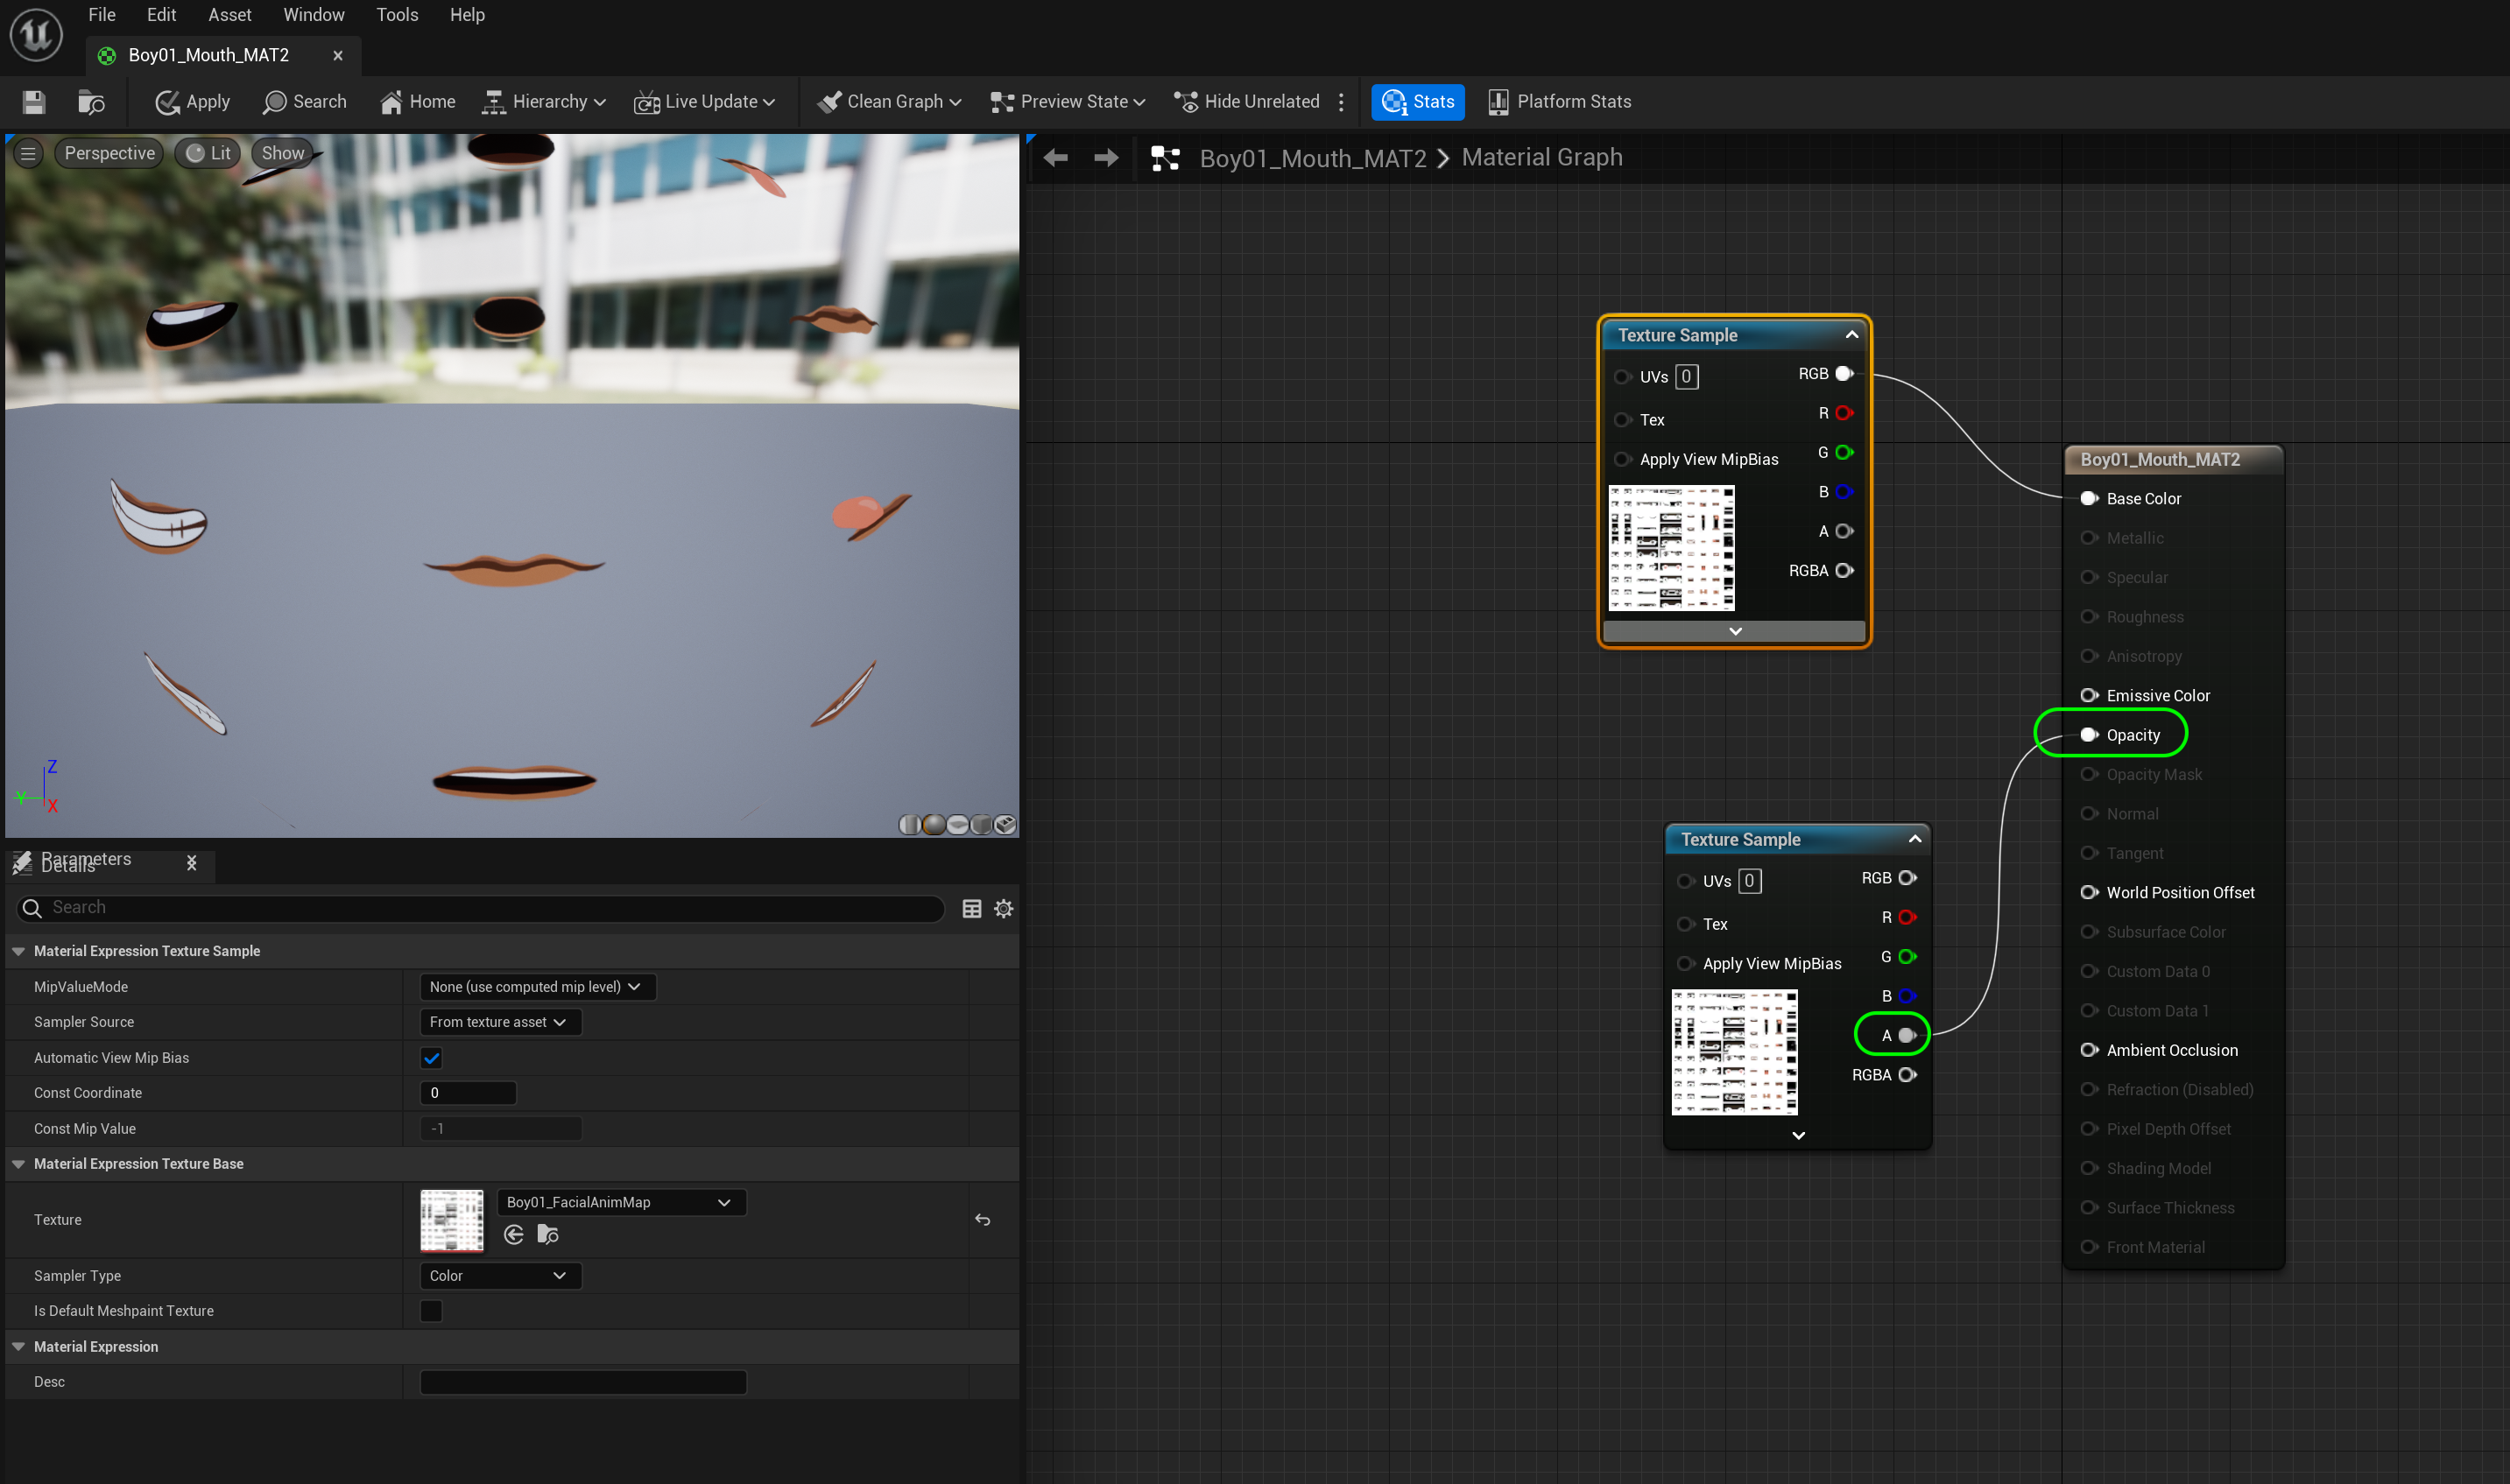 File Edit Asset Window Tools Help
Boy01_Mouth_MAT2
Apply Search Home Hierarchy Live Update Clean Graph Preview State Hide Unrelated Stats Platform Stats
Perspective Lit Show
Z
Y
X
Parameters
Details
Search
Material Expression Texture Sample
MipValueMode None (use computed mip level)
Sampler Source From texture asset
Automatic View Mip Bias
Const Coordinate 0
Const Mip Value -1
Material Expression Texture Base
Texture Boy01_FacialAnimMap
Sampler Type Color
Is Default Meshpaint Texture
Material Expression
Desc
Boy01_Mouth_MAT2 Material Graph
Texture Sample
UVs 0 RGB
Tex R
Apply View MipBias G
B
A
RGBA
Texture Sample
UVs 0 RGB
Tex R
Apply View MipBias G
B
A
RGBA
Boy01_Mouth_MAT2
Base Color
Metallic
Specular
Roughness
Anisotropy
Emissive Color
Opacity
Opacity Mask
Normal
Tangent
World Position Offset
Subsurface Color
Custom Data 0
Custom Data 1
Ambient Occlusion
Refraction (Disabled)
Pixel Depth Offset
Shading Model
Surface Thickness
Front Material